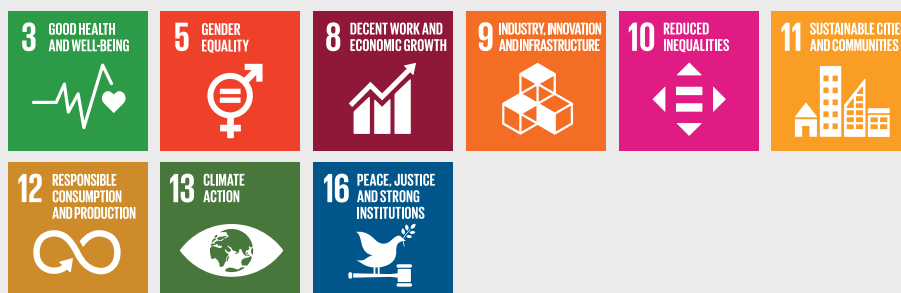 3 GOOD HEALTH
AND WELL-BEING
5 GENDER
EQUALITY
8 DECENT WORK AND
ECONOMIC GROWTH
9 INDUSTRY, INNOVATION
AND INFRASTRUCTURE
10 REDUCED
INEQUALITIES
11 SUSTAINABLE CITIE
AND COMMUNITIES
12 RESPONSIBLE
CONSUMPTION
AND PRODUCTION
13 CLIMATE
ACTION
16 PEACE, JUSTICE
AND STRONG
INSTITUTIONS